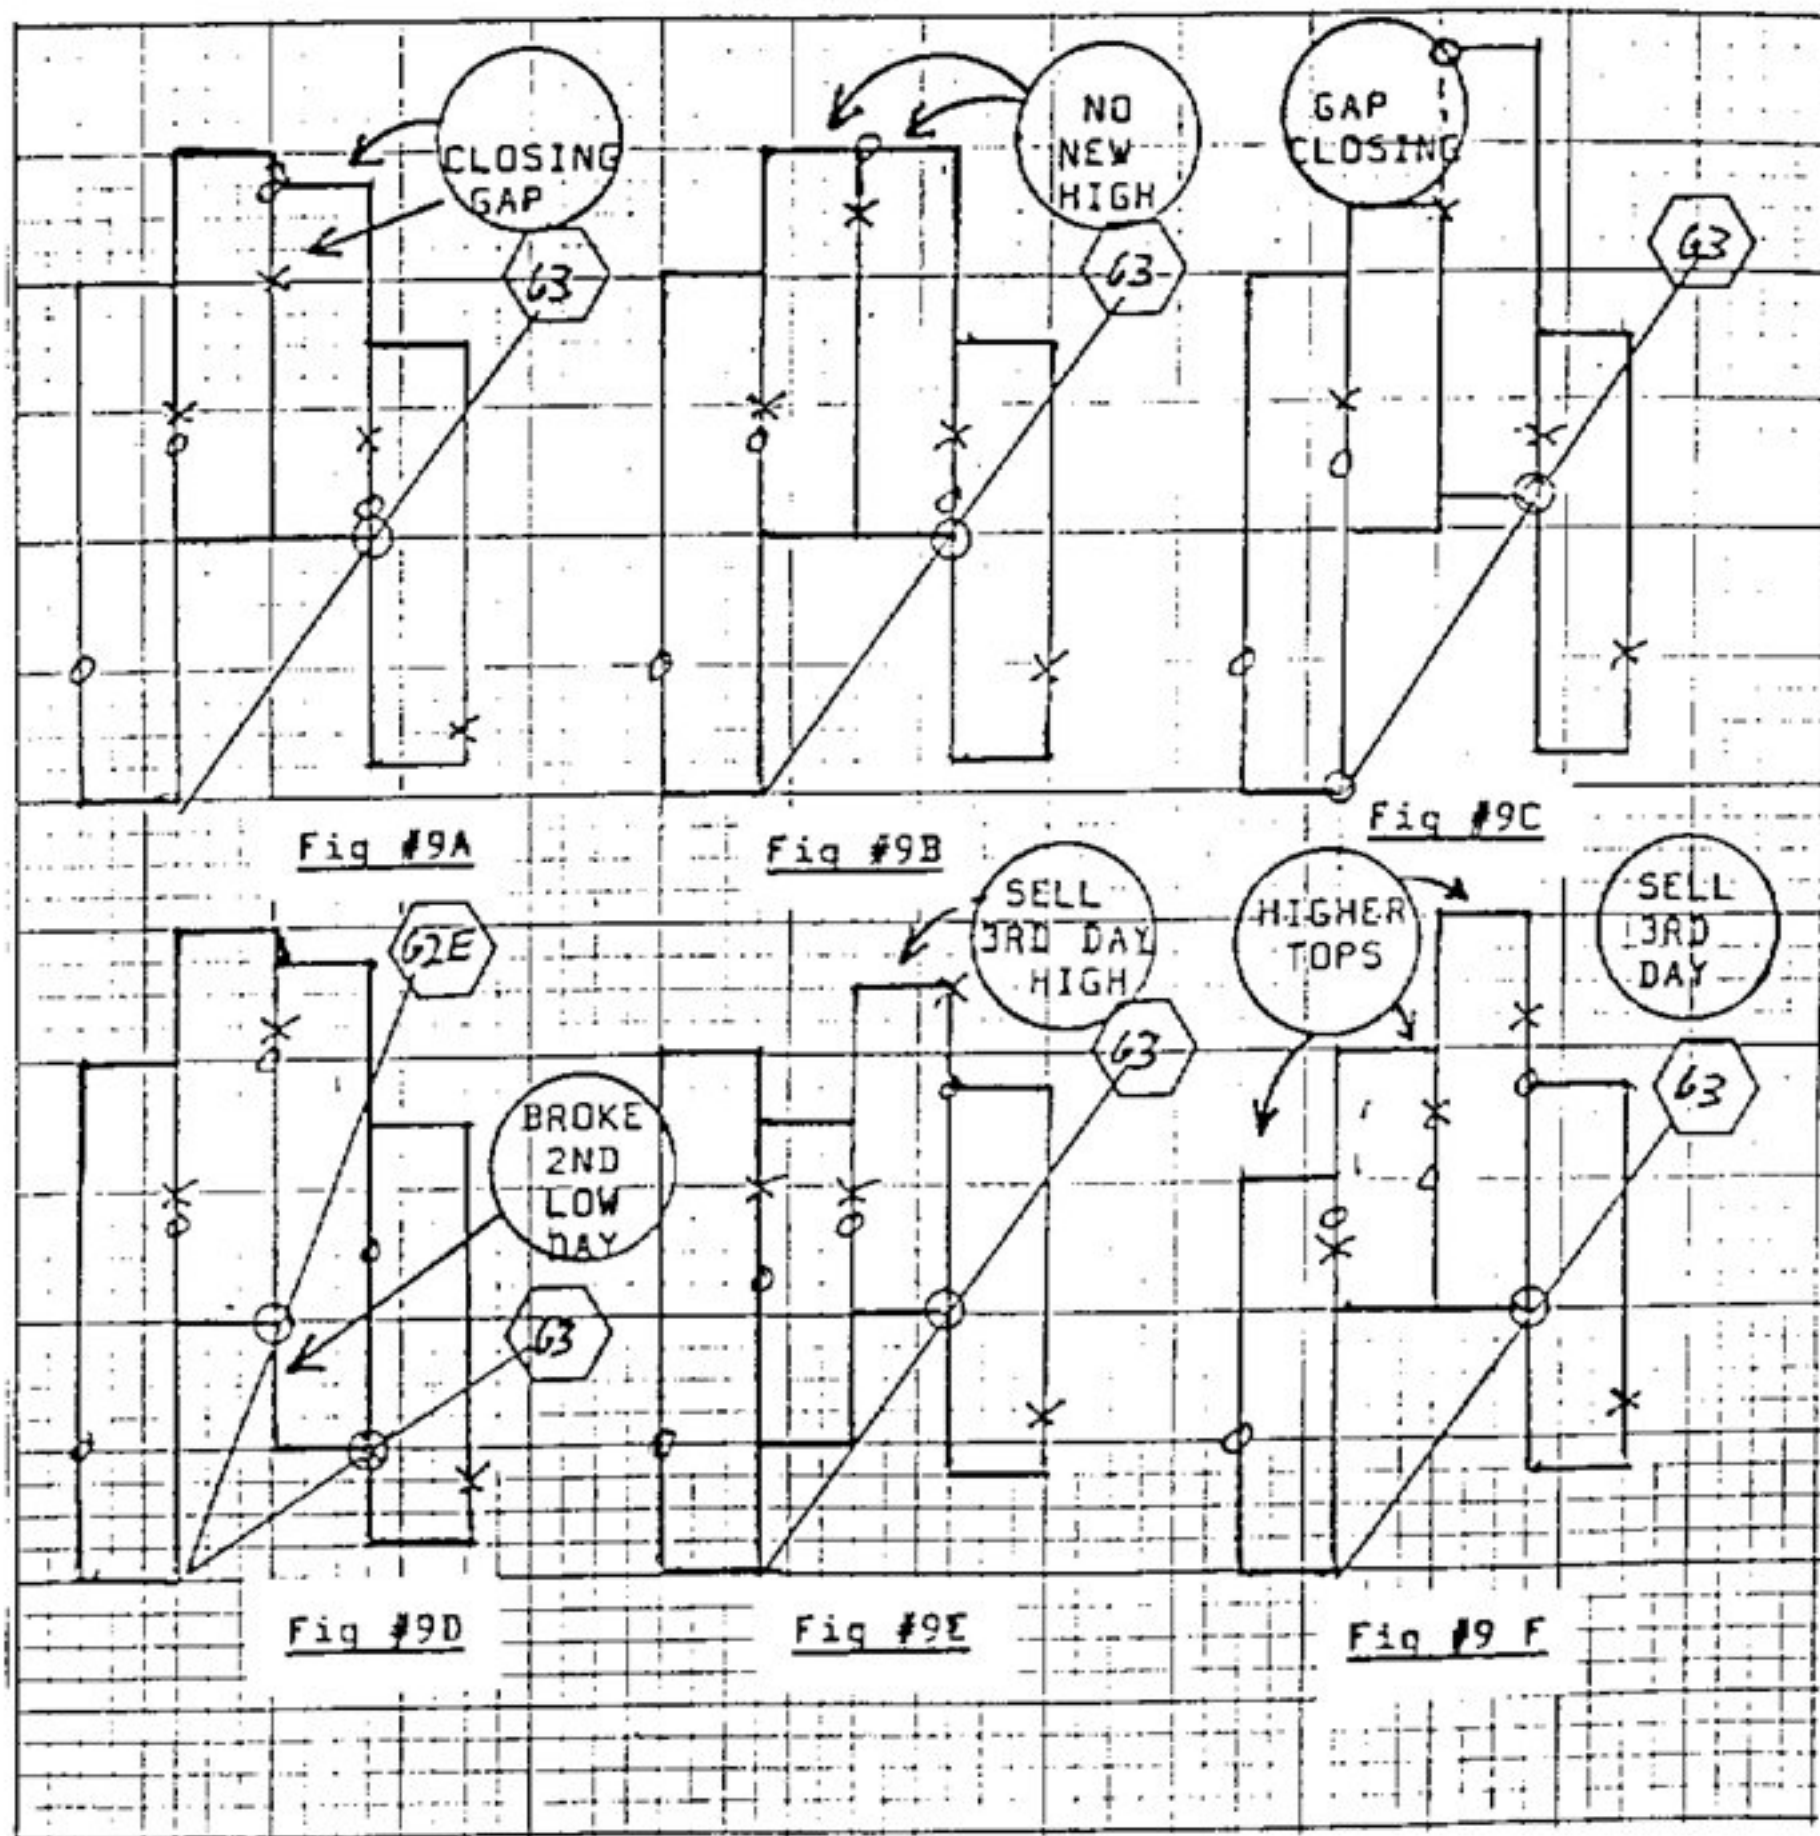 CLOSING
GAP
G3
NO
NEW
HIGH
G3
GAP
CLOSING
G3
Fig #9A
Fig #9B
Fig #9C
G2E
BROKE
2ND
LOW
DAY
G3
SELL
3RD DAY
HIGH
G3
HIGHER
TOPS
SELL
3RD
DAY
G3
Fig #9D
Fig #9E
Fig #9 F